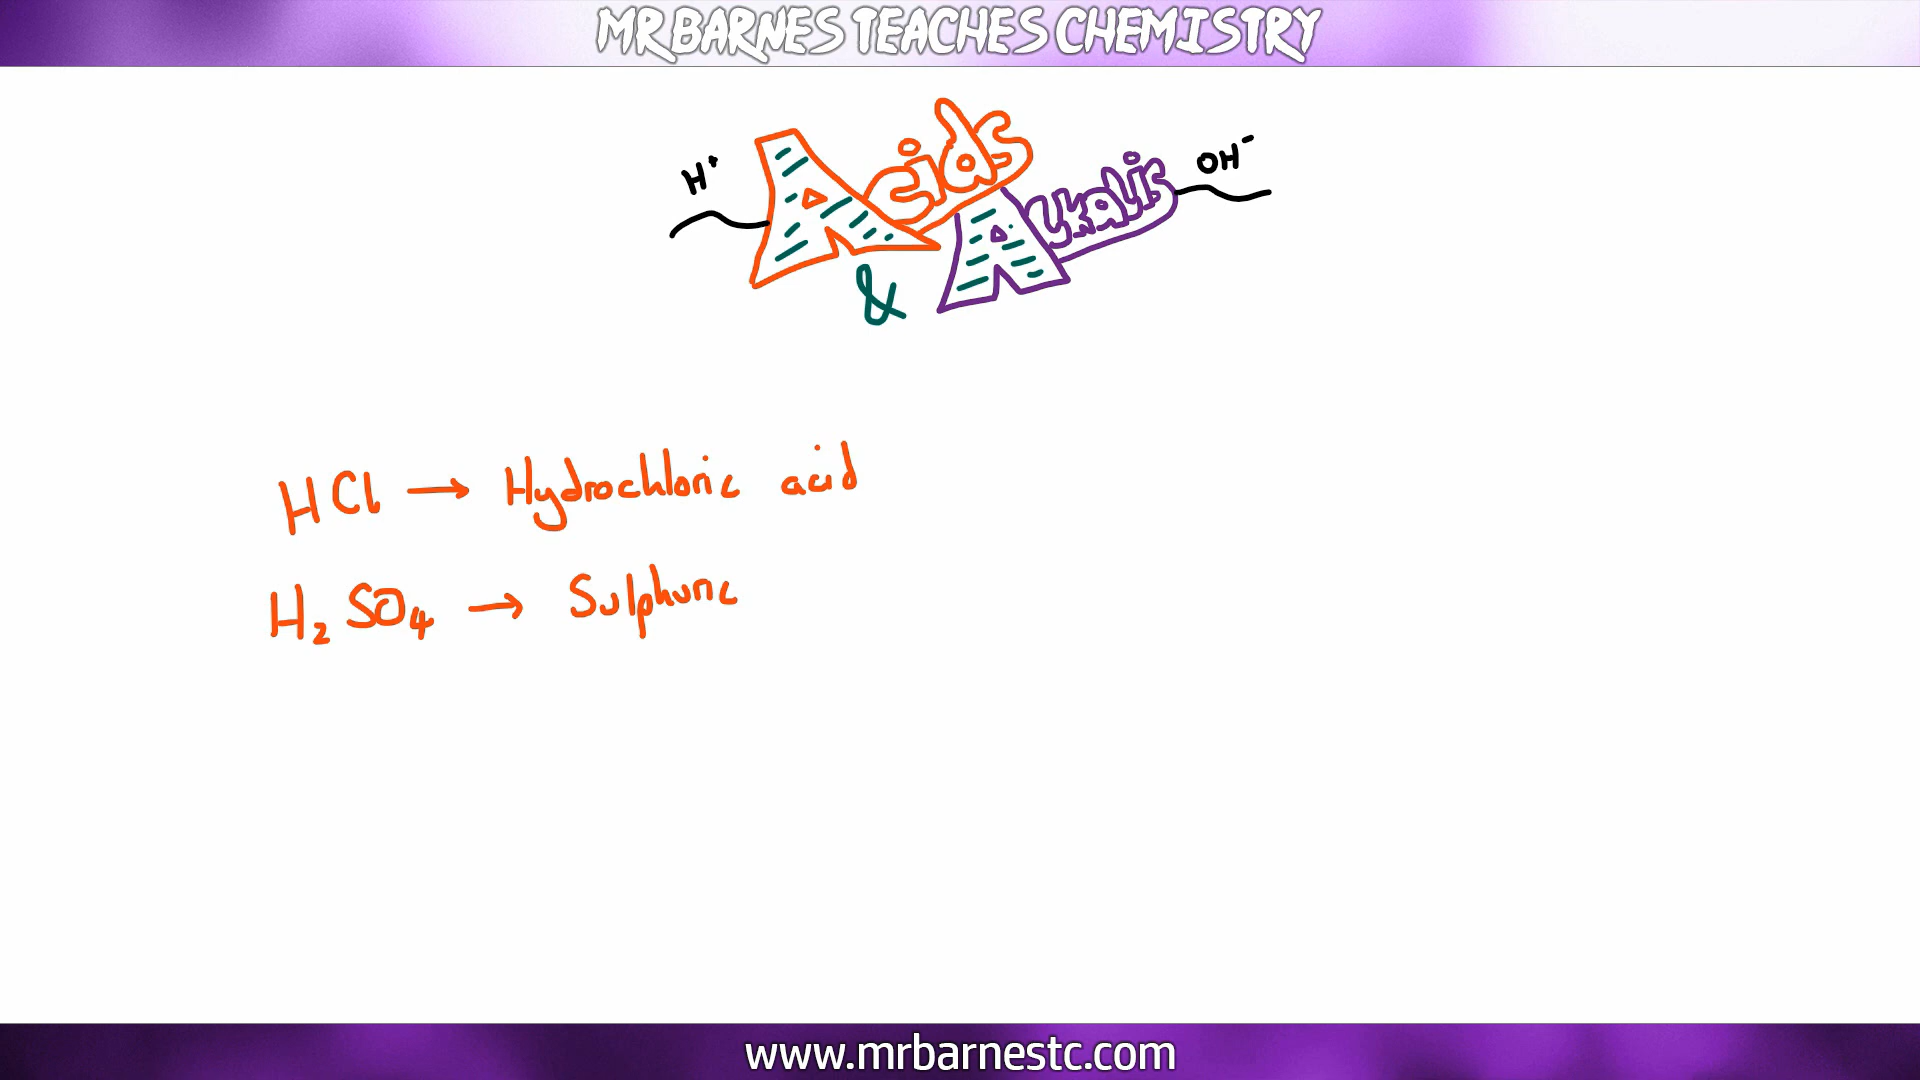 MR BARNES TEACHES CHEMISTRY
H⁺ Acids
& Alkalis OH⁻
HCl → Hydrochloric acid
H₂SO₄ → Sulphuric
www.mrbarnestc.com